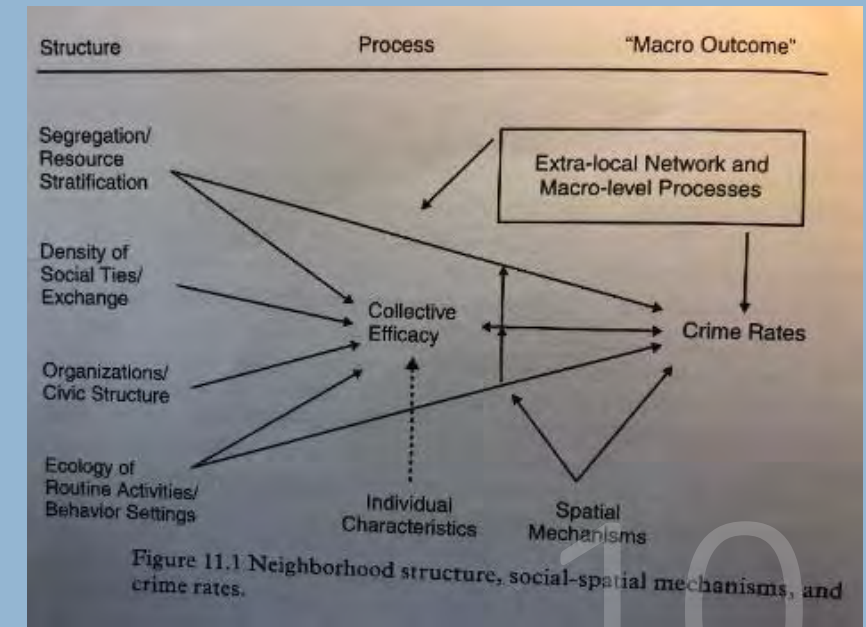 Structure Process "Macro Outcome"
Segregation/
Resource
Stratification
Extra-local Network and
Macro-level Processes
Density of
Social Ties/
Exchange
Collective
Efficacy
Crime Rates
Organizations/
Civic Structure
Ecology of
Routine Activities/
Behavior Settings
Individual
Characteristics
Spatial
Mechanisms
10
Figure 11.1 Neighborhood structure, social-spatial mechanisms, and
crime rates.